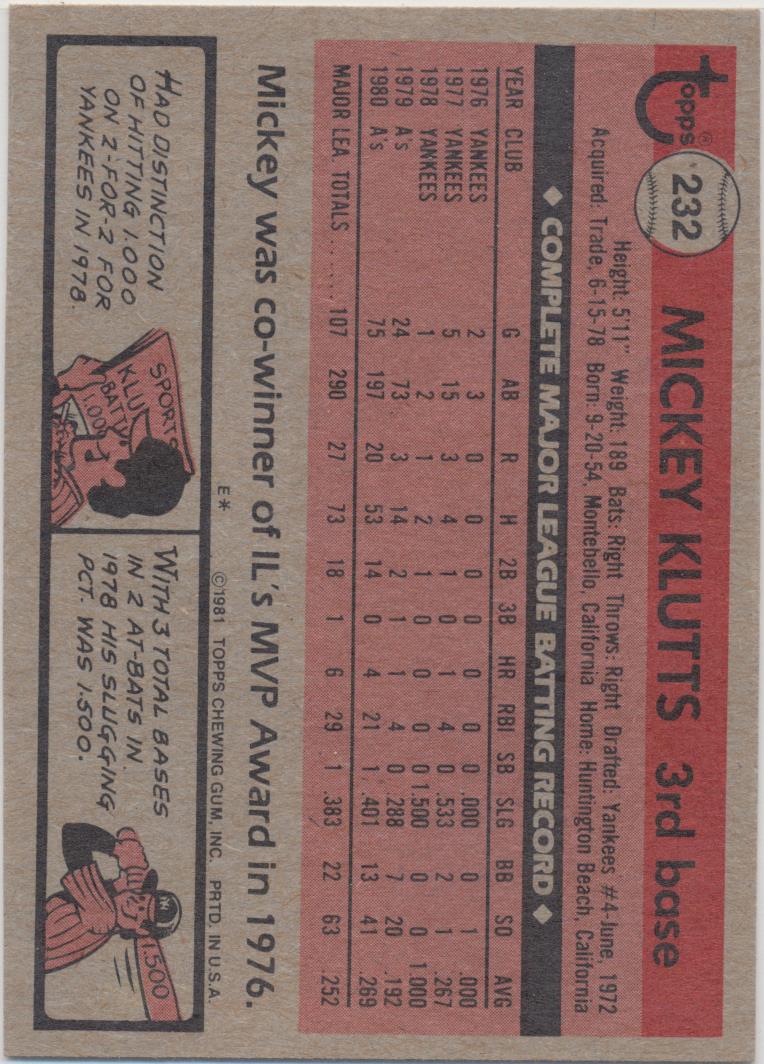 topps® 232 MICKEY KLUTTS 3rd base
Height: 5'11" Weight: 189 Bats: Right Throws: Right Drafted: Yankees #4-June, 1972
Acquired: Trade, 6-15-78 Born: 9-20-54, Montebello, California Home: Huntington Beach, California
◆ COMPLETE MAJOR LEAGUE BATTING RECORD ◆
YEAR CLUB G AB R H 2B 3B HR RBI SB SLG BB SO AVG
1976 YANKEES 2 3 0 0 0 0 0 0 0 .000 0 1 .000
1977 YANKEES 5 15 3 4 1 0 1 4 0 .533 2 1 .267
1978 YANKEES 1 2 1 2 1 0 0 0 0 1.500 0 0 1.000
1979 A's 24 73 3 14 2 1 1 4 0 .288 7 20 .192
1980 A's 75 197 20 53 14 0 4 21 1 .401 13 41 .269
MAJOR LEA. TOTALS ...... 107 290 27 73 18 1 6 29 1 .383 22 63 .252
Mickey was co-winner of IL's MVP Award in 1976.
E* ©1981 TOPPS CHEWING GUM, INC. PRTD. IN U.S.A.
HAD DISTINCTION
OF HITTING 1.000
ON 2-FOR-2 FOR
YANKEES IN 1978.
SPORTS
KLU
BATTY
1.000
WITH 3 TOTAL BASES
IN 2 AT-BATS IN
1978 HIS SLUGGING
PCT. WAS 1.500.
1.500